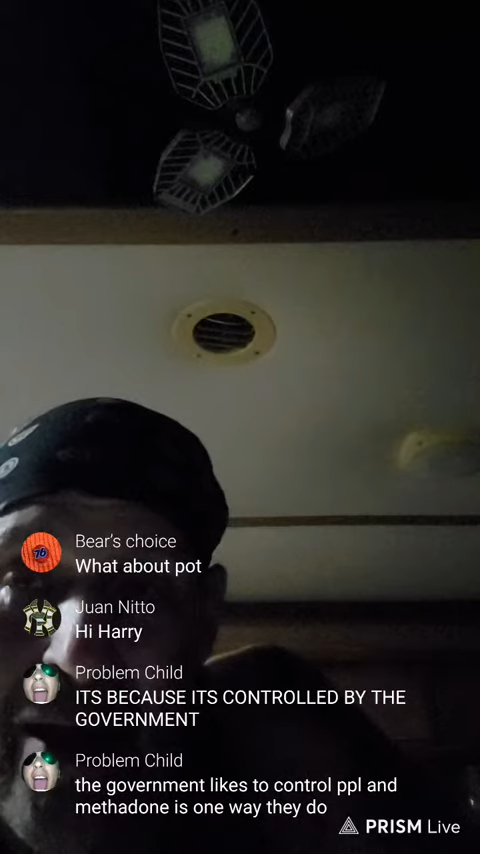 Bear's choice
What about pot
Juan Nitto
Hi Harry
Problem Child
ITS BECAUSE ITS CONTROLLED BY THE
GOVERNMENT
Problem Child
the government likes to control ppl and
methadone is one way they do
PRISM Live